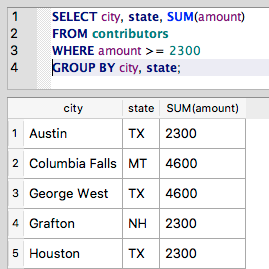 1 SELECT city, state, SUM(amount)
2 FROM contributors
3 WHERE amount >= 2300
4 GROUP BY city, state;
city state SUM(amount)
1 Austin TX 2300
2 Columbia Falls MT 4600
3 George West TX 4600
4 Grafton NH 2300
5 Houston TX 2300